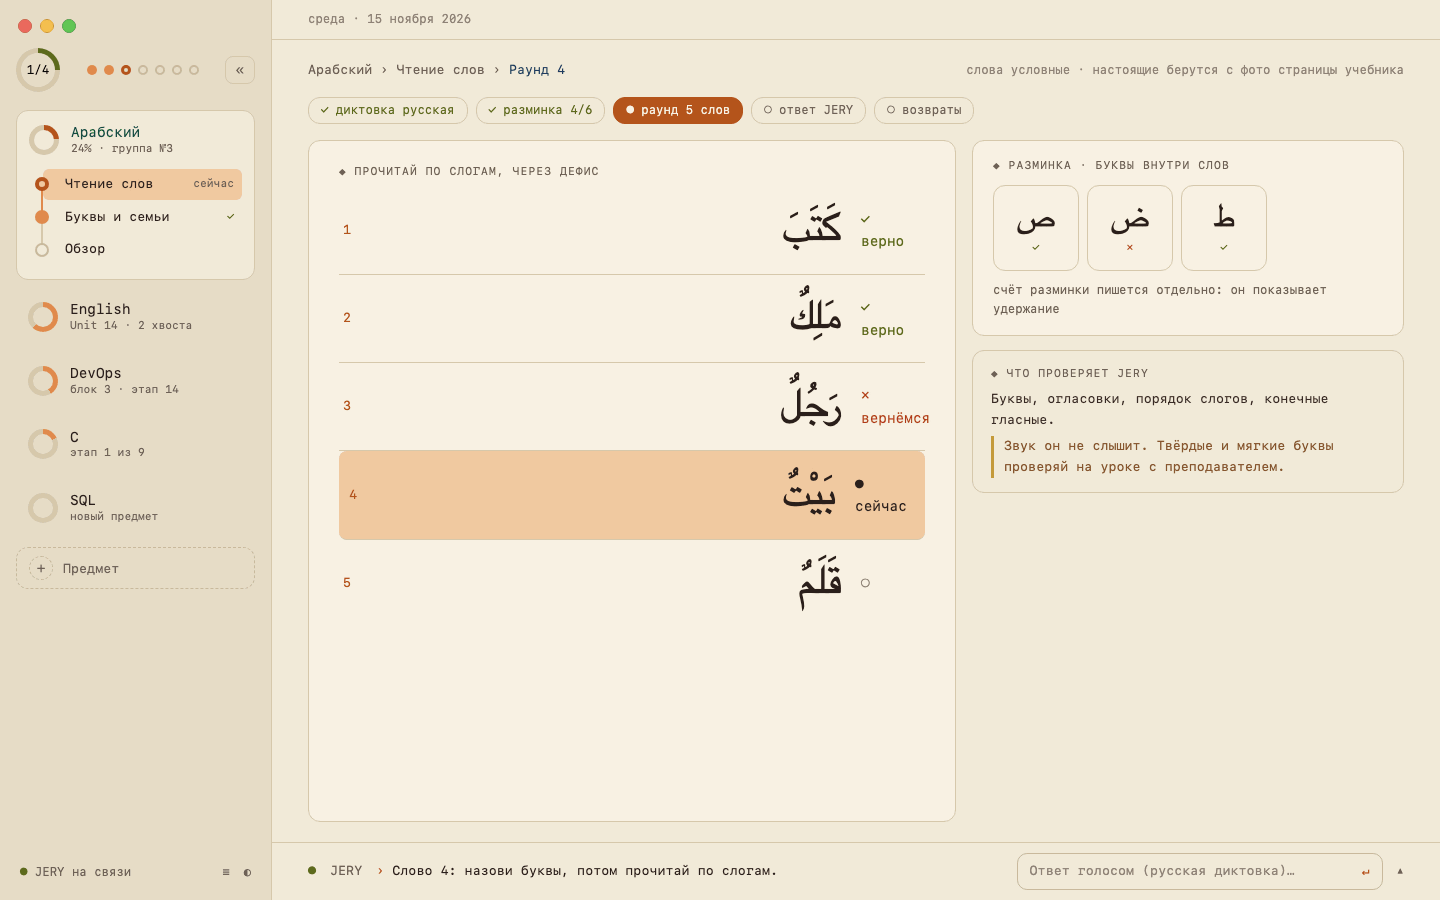 среда · 15 ноября 2026
1/4
«
Арабский
24% · группа №3
Чтение слов сейчас
Буквы и семьи ✓
Обзор
English
Unit 14 · 2 хвоста
DevOps
блок 3 · этап 14
C
этап 1 из 9
SQL
новый предмет
+ Предмет
JERY на связи
Арабский › Чтение слов › Раунд 4
слова условные · настоящие берутся с фото страницы учебника
✓ диктовка русская
✓ разминка 4/6
● раунд 5 слов
○ ответ JERY
○ возвраты
◆ ПРОЧИТАЙ ПО СЛОГАМ, ЧЕРЕЗ ДЕФИС
1 كَتَبَ ✓ верно
2 مَلِكٌ ✓ верно
3 رَجُلٌ × вернёмся
4 بَيْتٌ ● сейчас
5 قَلَمٌ ○
◆ РАЗМИНКА · БУКВЫ ВНУТРИ СЛОВ
ص ✓
ض ×
ط ✓
счёт разминки пишется отдельно: он показывает
удержание
◆ ЧТО ПРОВЕРЯЕТ JERY
Буквы, огласовки, порядок слогов, конечные
гласные.
Звук он не слышит. Твёрдые и мягкие буквы
проверяй на уроке с преподавателем.
● JERY › Слово 4: назови буквы, потом прочитай по слогам.
Ответ голосом (русская диктовка)… ↵